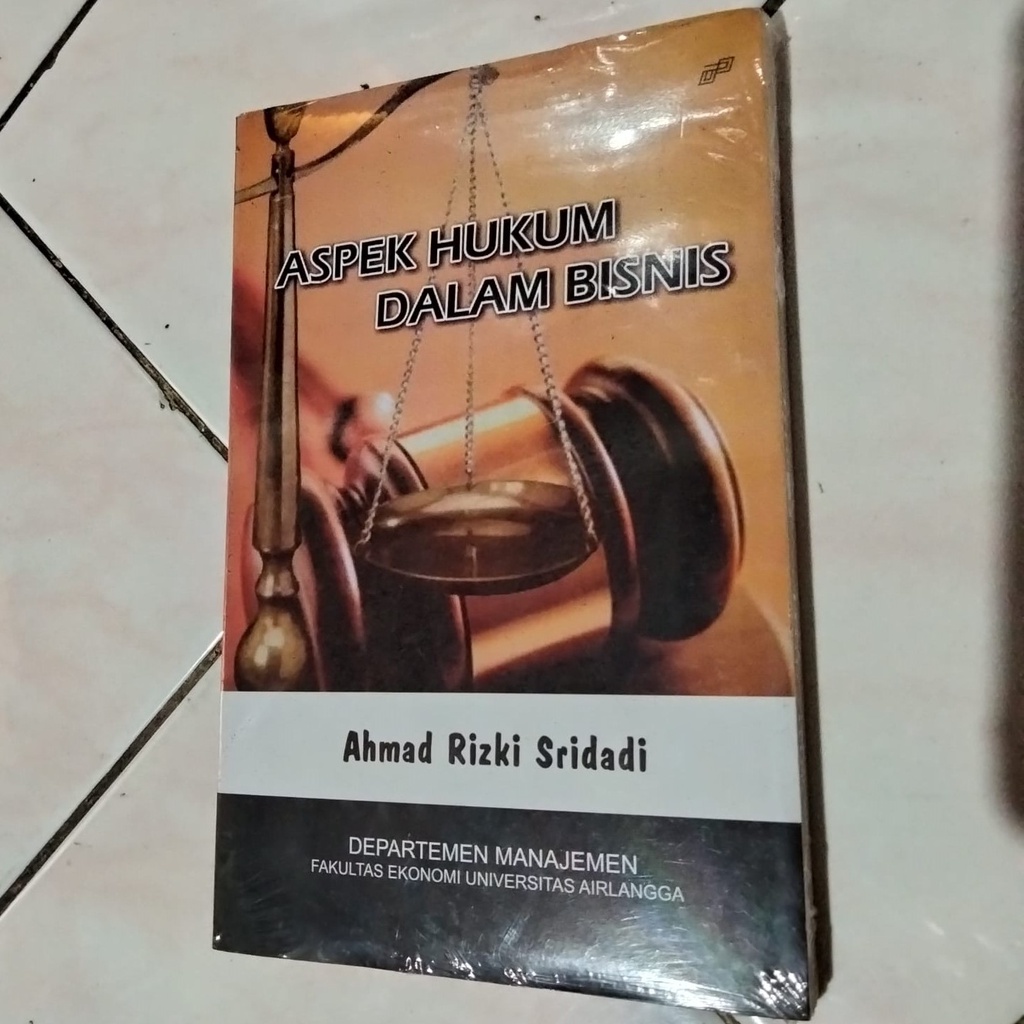 ASPEK HUKUM
DALAM BISNIS
Ahmad Rizki Sridadi
DEPARTEMEN MANAJEMEN
FAKULTAS EKONOMI UNIVERSITAS AIRLANGGA